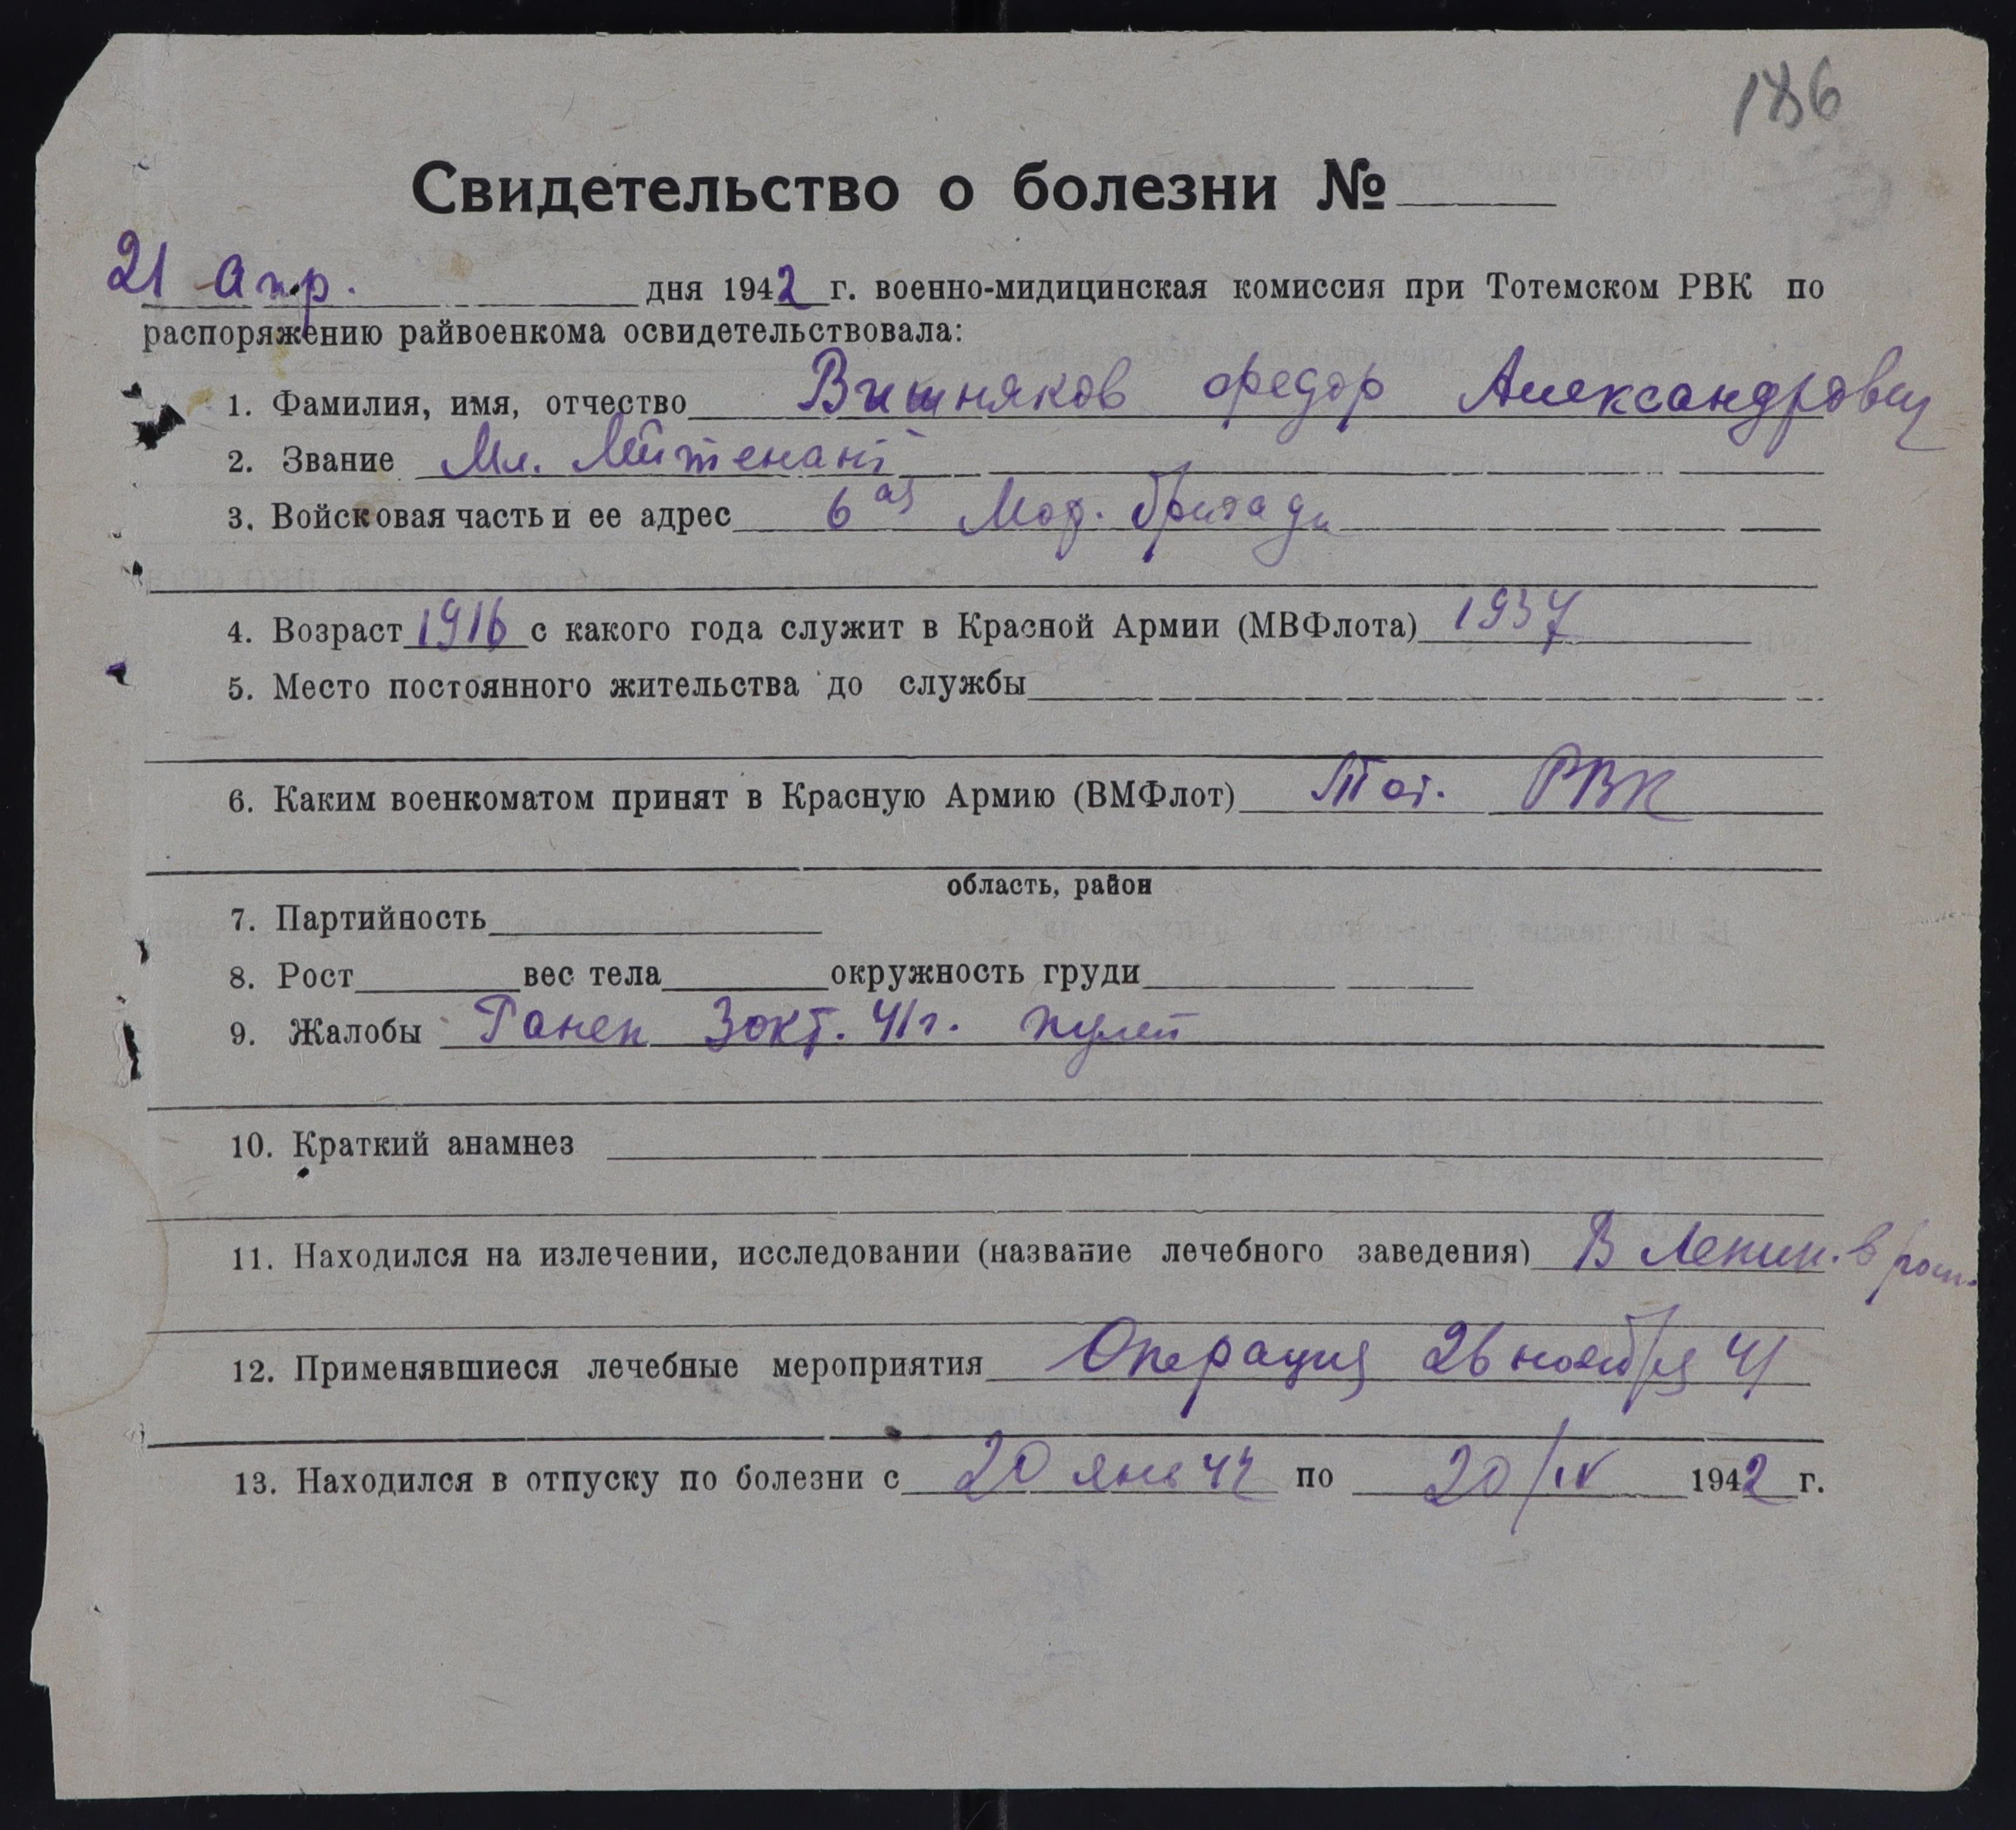 186
Свидетельство о болезни №
21 апр. дня 1942 г. военно-мидицинская комиссия при Тотемском РВК по
распоряжению райвоенкома освидетельствовала:
1. Фамилия, имя, отчество Вишняков Федор Александрович
2. Звание Мл. Лейтенант
3. Войсковая часть и ее адрес 6ая Мор. бригады
4. Возраст 1916 с какого года служит в Красной Армии (МВФлота) 1937
5. Место постоянного жительства до службы
6. Каким военкоматом принят в Красную Армию (ВМФлот) Тот. РВК
область, район
7. Партийность
8. Рост вес тела окружность груди
9. Жалобы Ранен 3 окт. 41 г. пулей
10. Краткий анамнез
11. Находился на излечении, исследовании (название лечебного заведения) В Ленин. в
12. Применявшиеся лечебные мероприятия Операция 26 ноября 41
13. Находился в отпуску по болезни с 20 янв 42 по 20/IV 1942 г.